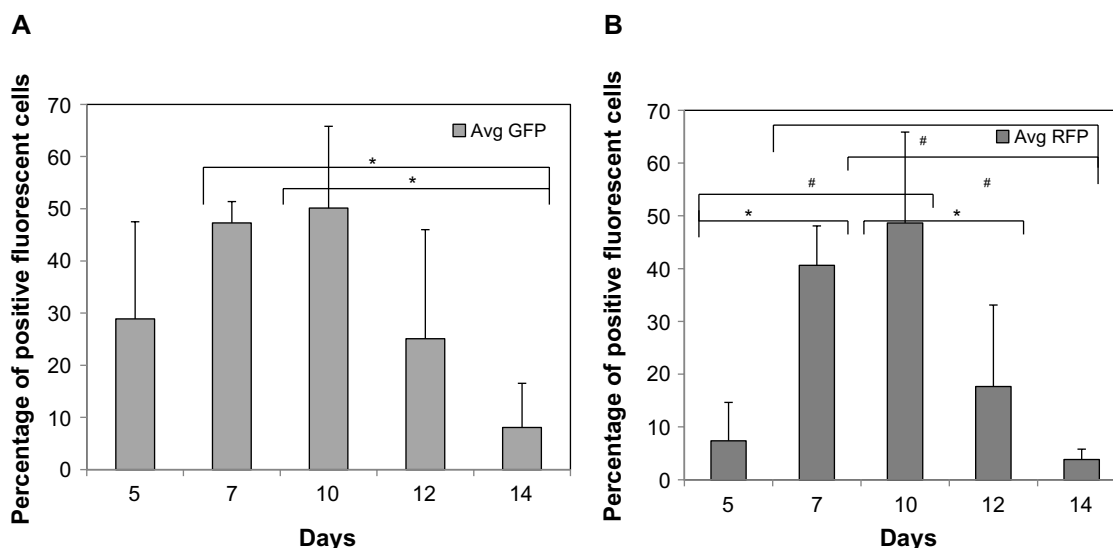 A
Percentage of positive fluorescent cells
70
60
50
40
30
20
10
0
Avg GFP
*
*
5 7 10 12 14
Days
B
Percentage of positive fluorescent cells
70
60
50
40
30
20
10
0
Avg RFP
#
# #
* *
5 7 10 12 14
Days